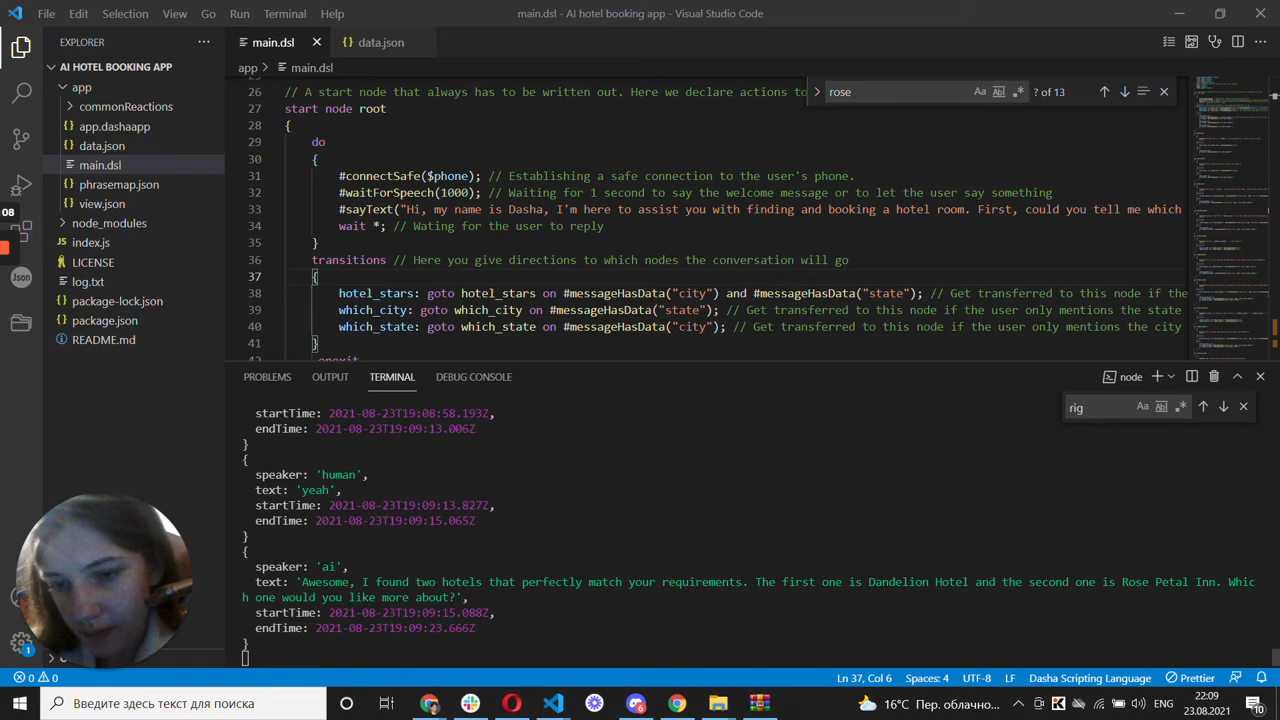 File Edit Selection View Go Run Terminal Help
main.dsl - AI hotel booking app - Visual Studio Code
EXPLORER
main.dsl
data.json
app
main.dsl
AI HOTEL BOOKING APP
app
commonReactions
app.dashaapp
data.json
main.dsl
phrasemap.json
view.json
node_modules
index.js
LICENSE
log.txt
package-lock.json
package.json
README.md
08
Json
rose
? of 13
26 // A start node that always has to be written out. Here we declare actions to
27 start node root
28 {
29 do
30 {
31 #connectSafe($phone); // Establishing a safe connection to the user's phone.
32 #waitForSpeech(1000); // Waiting for 1 second to say the welcome message or to let the user say something
33 #sayText("Hi, my name is I'm here to assist you with finding and booking a hotel room. First, could you tell me which
34 wait *; // Wating for the user to reply
35 }
36 transitions // Here you give directions to which nodes the conversation will go
37 {
38 hotel_stars: goto hotel_stars on #messageHasData("city") and #messageHasData("state"); // Get transferred to this node if the
39 which_city: goto which_city on #messageHasData("state"); // Get transferred to this node if the user only mentions the state
40 which_state: goto which_state on #messageHasData("city"); // Get transferred to this node if the user only mentions the city
41 }
42 onexit
PROBLEMS OUTPUT TERMINAL DEBUG CONSOLE
node
rig
startTime: 2021-08-23T19:08:58.193Z,
endTime: 2021-08-23T19:09:13.006Z
}
{
speaker: 'human',
text: 'yeah',
startTime: 2021-08-23T19:09:13.827Z,
endTime: 2021-08-23T19:09:15.065Z
}
{
speaker: 'ai',
text: 'Awesome, I found two hotels that perfectly match your requirements. The first one is Dandelion Hotel and the second one is Rose Petal Inn. Whic
h one would you like more about?',
startTime: 2021-08-23T19:09:15.088Z,
endTime: 2021-08-23T19:09:23.666Z
}
1
0 0
Ln 37, Col 6 Spaces: 4 UTF-8 LF Dasha Scripting Language Prettier
Введите здесь текст для поиска
16°C Пер. облачно...
22:09
23.08.2021
10